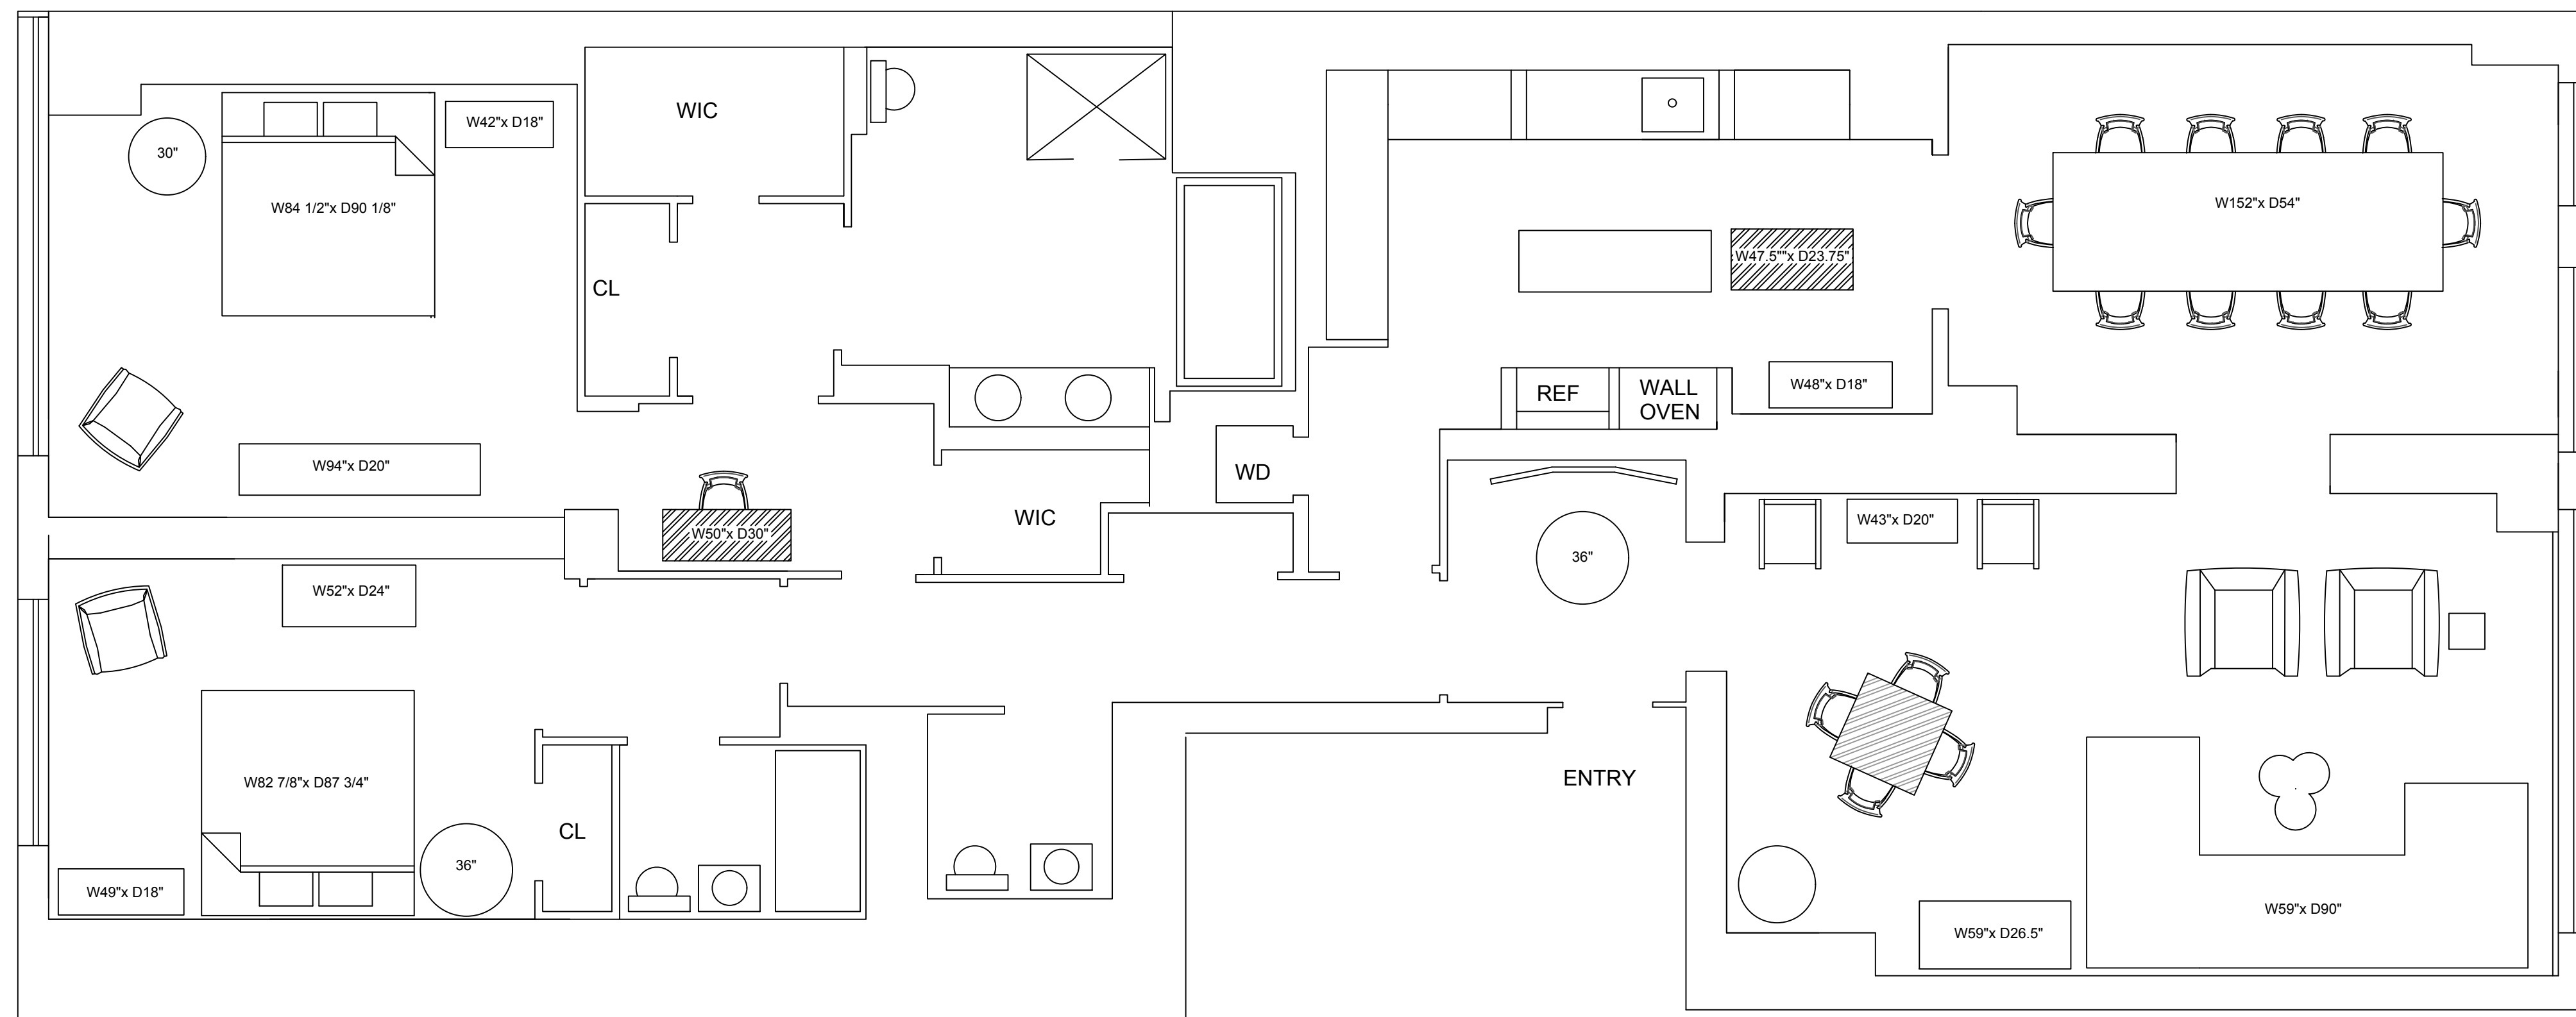 WIC
W42"x D18"
30"
W84 1/2"x D90 1/8"
W152"x D54"
W47.5""x D23.75"
CL
REF
WALL
OVEN
W48"x D18"
W94"x D20"
WD
WIC
W50"x D30"
W43"x D20"
36"
W52"x D24"
ENTRY
W82 7/8"x D87 3/4"
CL
36"
W49"x D18"
W59"x D90"
W59"x D26.5"